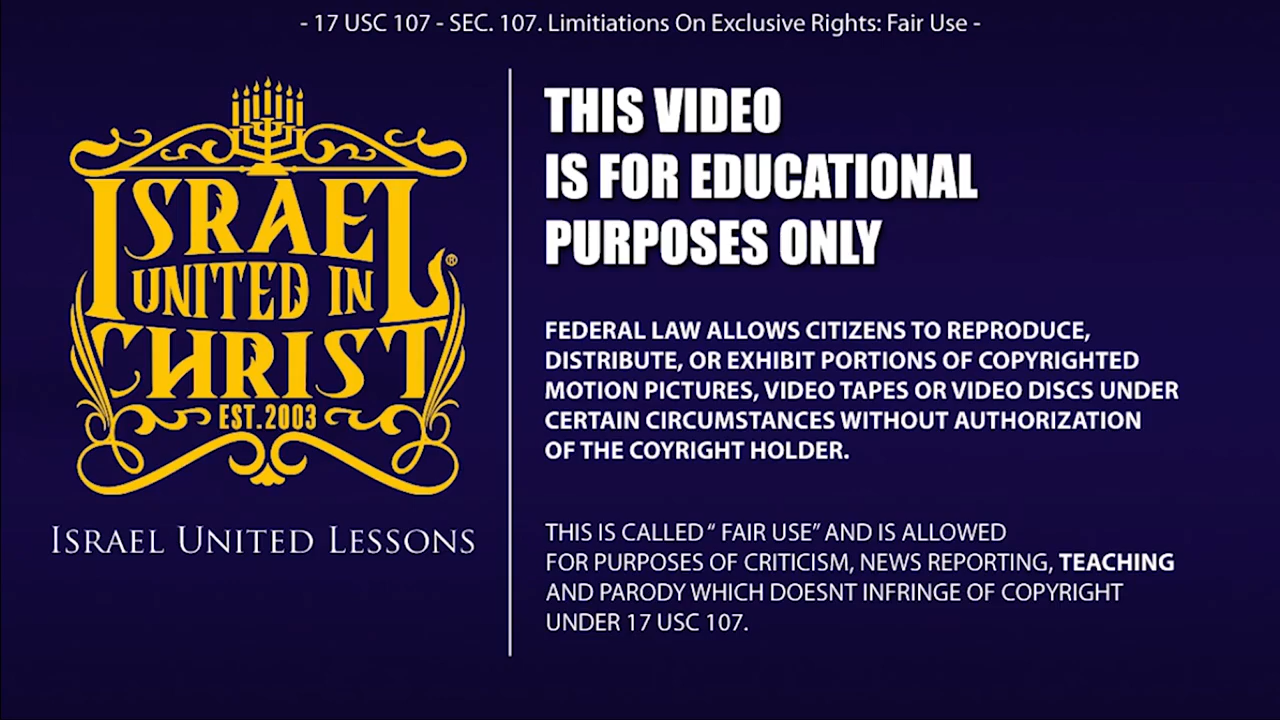 - 17 USC 107 - SEC. 107. Limitiations On Exclusive Rights: Fair Use -
ISRAEL
UNITED IN
CHRIST
EST.2003
®
ISRAEL UNITED LESSONS
THIS VIDEO
IS FOR EDUCATIONAL
PURPOSES ONLY
FEDERAL LAW ALLOWS CITIZENS TO REPRODUCE,
DISTRIBUTE, OR EXHIBIT PORTIONS OF COPYRIGHTED
MOTION PICTURES, VIDEO TAPES OR VIDEO DISCS UNDER
CERTAIN CIRCUMSTANCES WITHOUT AUTHORIZATION
OF THE COYRIGHT HOLDER.
THIS IS CALLED “ FAIR USE” AND IS ALLOWED
FOR PURPOSES OF CRITICISM, NEWS REPORTING, TEACHING
AND PARODY WHICH DOESNT INFRINGE OF COPYRIGHT
UNDER 17 USC 107.